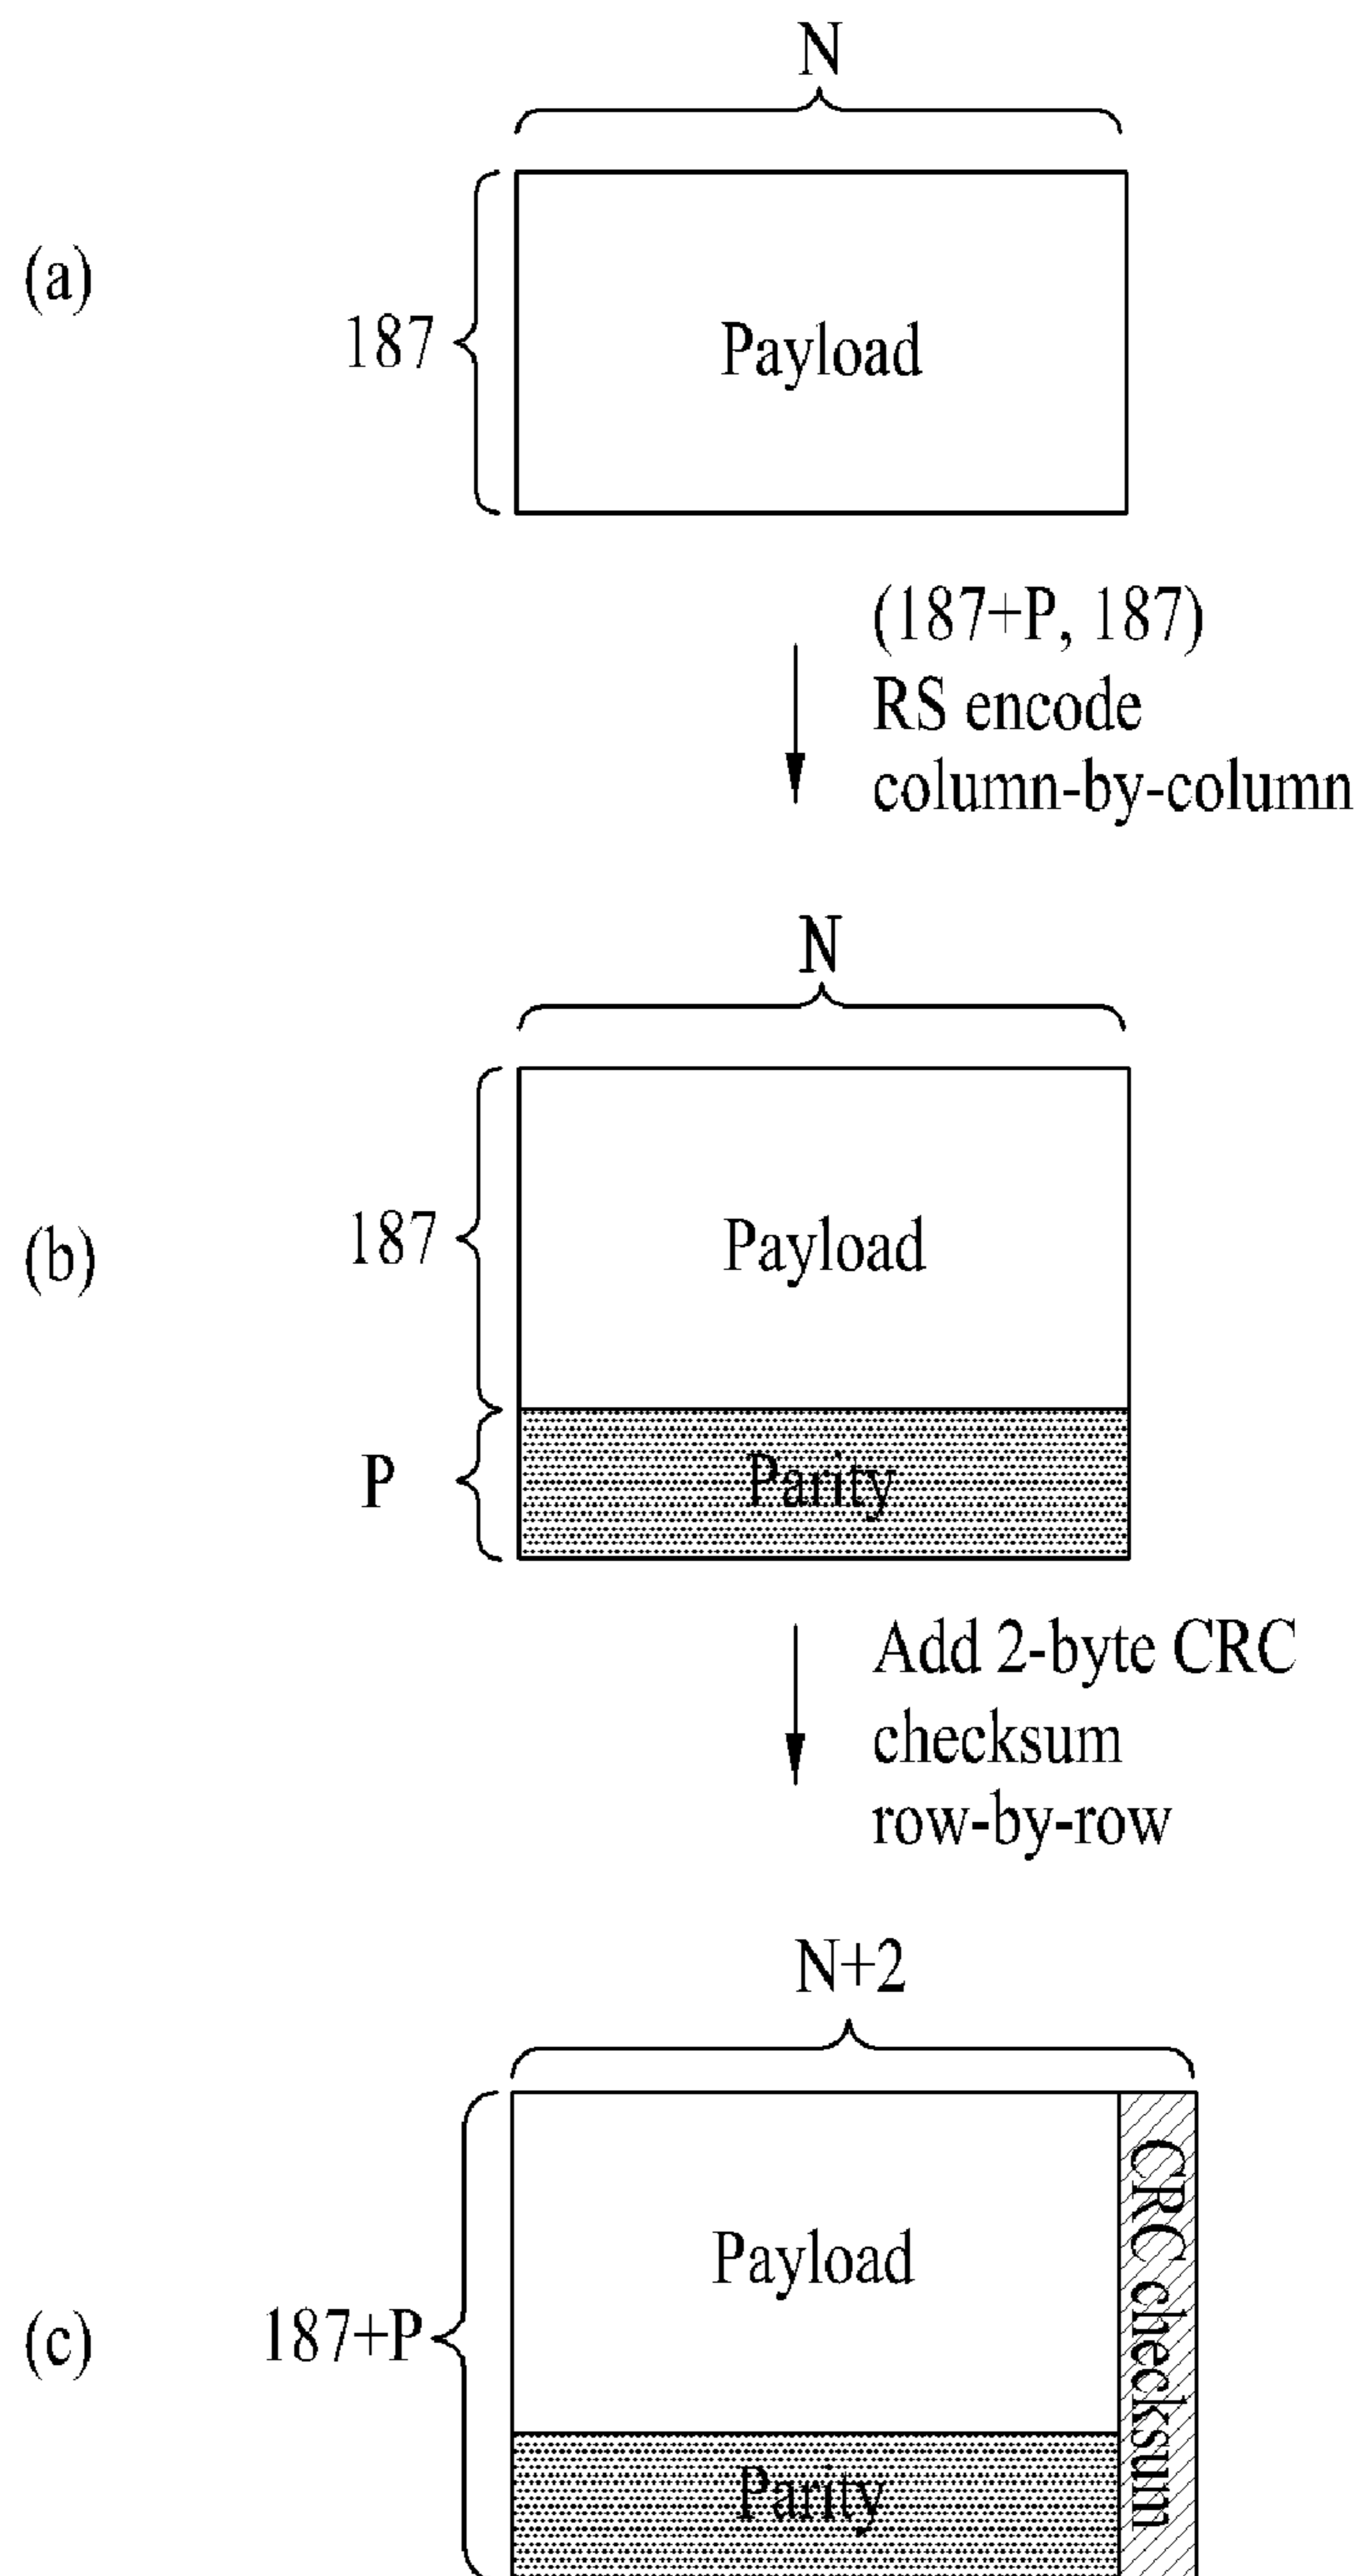 N
(a)
187
Payload
(187+P, 187)
RS encode
column-by-column
N
(b)
187
Payload
P
Parity
Add 2-byte CRC
checksum
row-by-row
N+2
(c)
187+P
Payload
CRC checksum
Parity